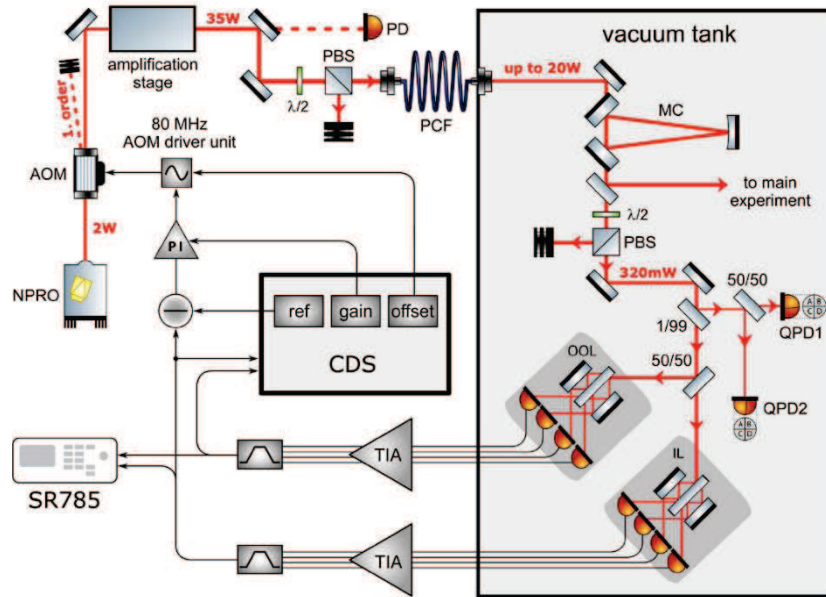 35W
PD
vacuum tank
amplification
stage
PBS
up to 20W
1. order
λ/2
MC
80 MHz
AOM driver unit
PCF
AOM
to main
experiment
λ/2
2W
PBS
PI
320mW
50/50
NPRO
ref
gain
offset
1/99
QPD1
A B
C D
CDS
OOL
50/50
QPD2
A B
C D
IL
TIA
SR785
TIA